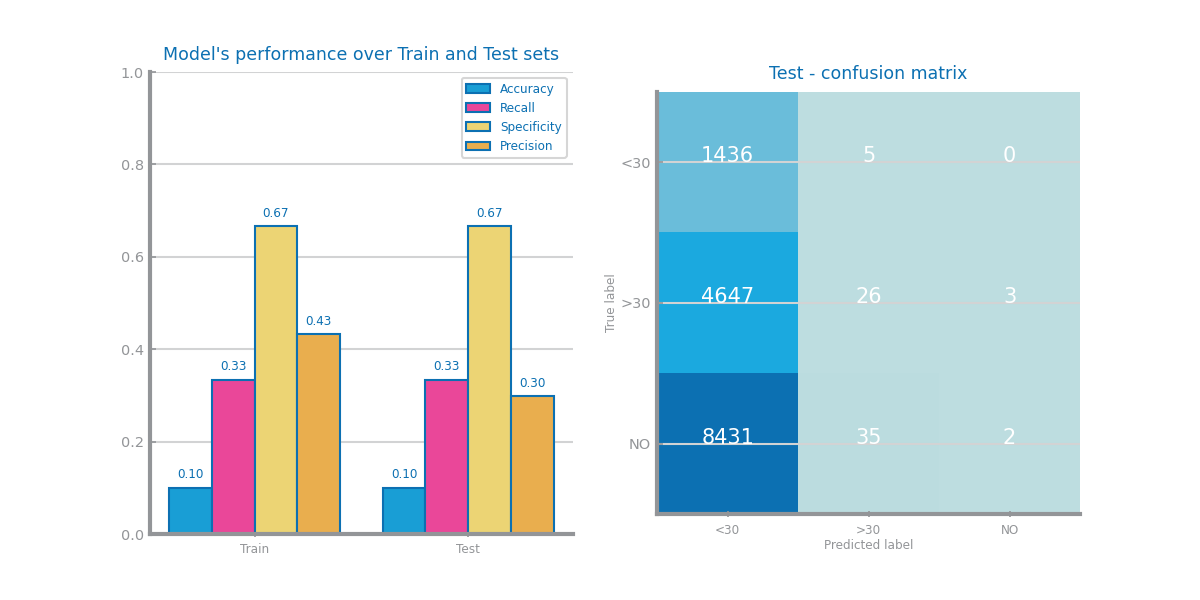 Model's performance over Train and Test sets
1.0
0.8
0.6
0.4
0.2
0.0
Accuracy
Recall
Specificity
Precision
0.10
0.33
0.67
0.43
0.10
0.33
0.67
0.30
Train
Test
Test - confusion matrix
True label
<30
1436 5 0
>30
4647 26 3
NO
8431 35 2
<30 >30 NO
Predicted label